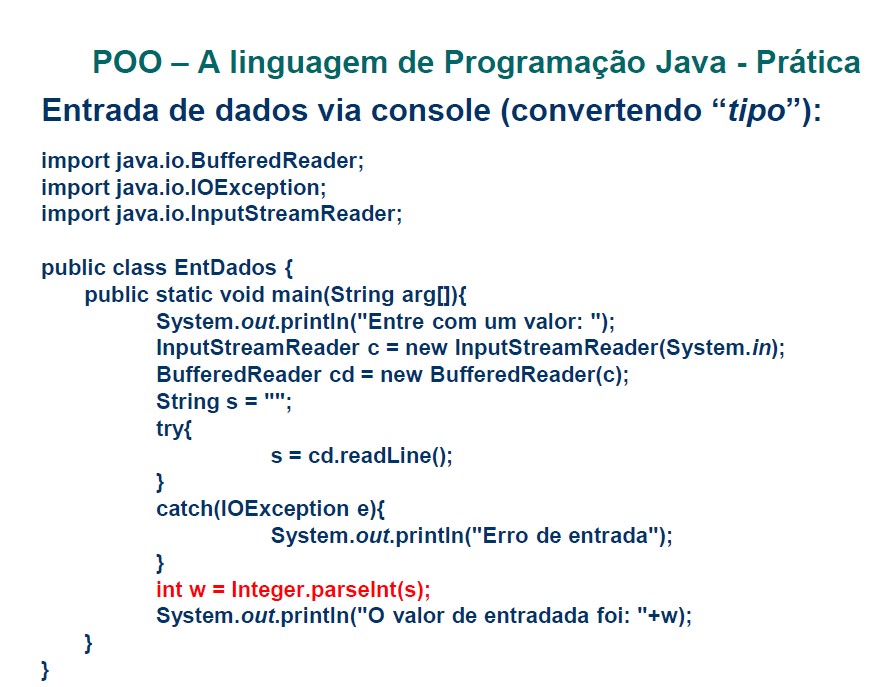 POO – A linguagem de Programação Java - Prática
Entrada de dados via console (convertendo “tipo”):
import java.io.BufferedReader;
import java.io.IOException;
import java.io.InputStreamReader;
public class EntDados {
public static void main(String arg[]){
System.out.println("Entre com um valor: ");
InputStreamReader c = new InputStreamReader(System.in);
BufferedReader cd = new BufferedReader(c);
String s = "";
try{
s = cd.readLine();
}
catch(IOException e){
System.out.println("Erro de entrada");
}
int w = Integer.parseInt(s);
System.out.println("O valor de entradada foi: "+w);
}
}